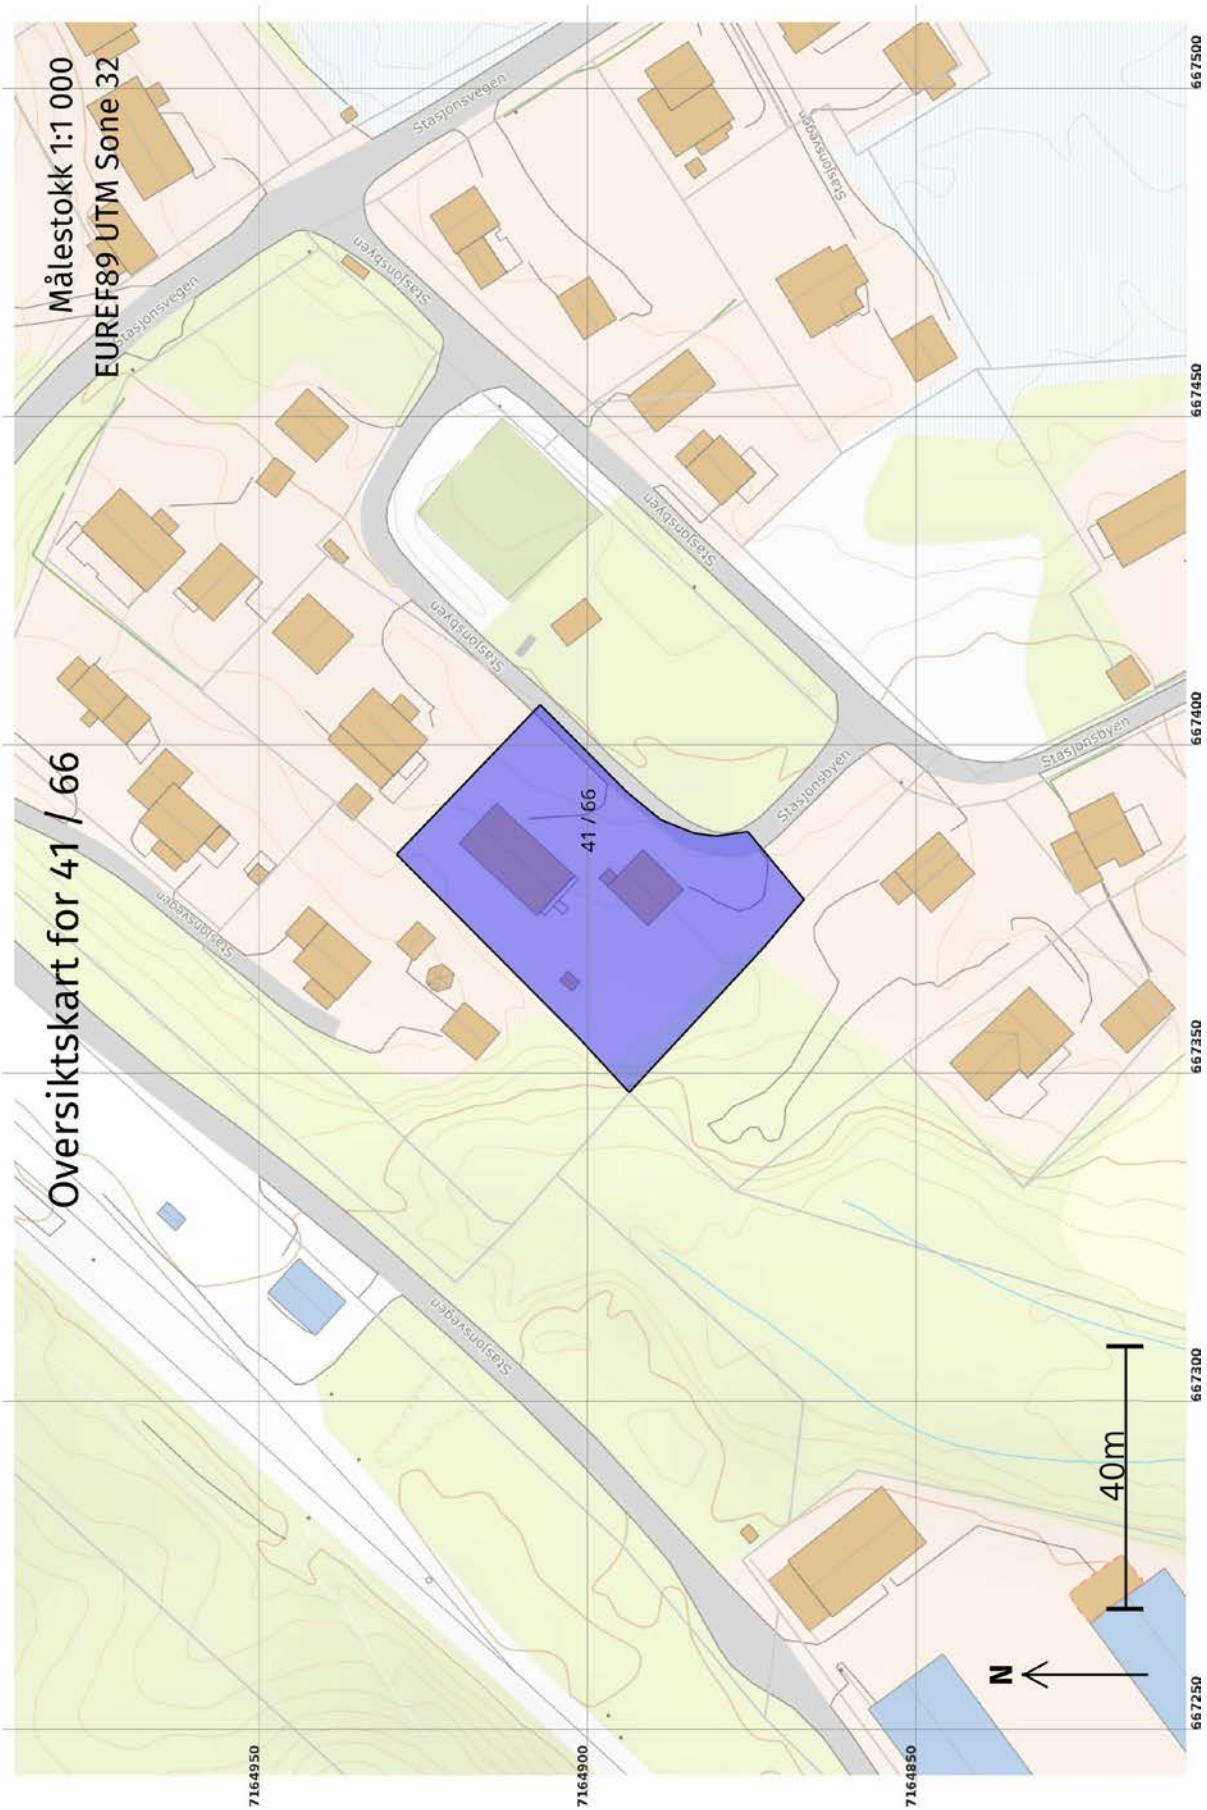 Oversiktskart for 41 / 66
Målestokk 1:1 000
EUREF89 UTM Sone 32
Stasjonsvegen
Stasjonsvegen
Stasjonsvegen
Stasjonsvegen
Stasjonsbyen
Stasjonsbyen
41 / 66
Stasjonsbyen
Stasjonsbyen
Stasjonsbyen
Stasjonsvegen
40m
N
7164950
7164900
7164850
667250
667300
667350
667400
667450
667500